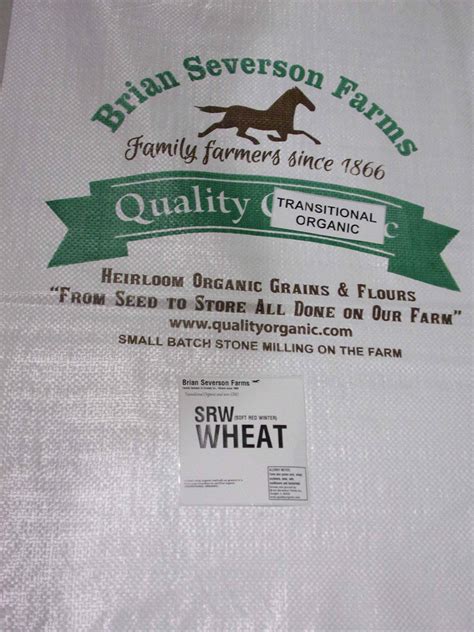 Brian Severson Farms
Family farmers since 1866
Quality
TRANSITIONAL
ORGANIC
c
HEIRLOOM ORGANIC GRAINS & FLOURS
"FROM SEED TO STORE ALL DONE ON OUR FARM"
www.qualityorganic.com
SMALL BATCH STONE MILLING ON THE FARM
Brian Severson Farms
SRW (SOFT RED WINTER)
WHEAT